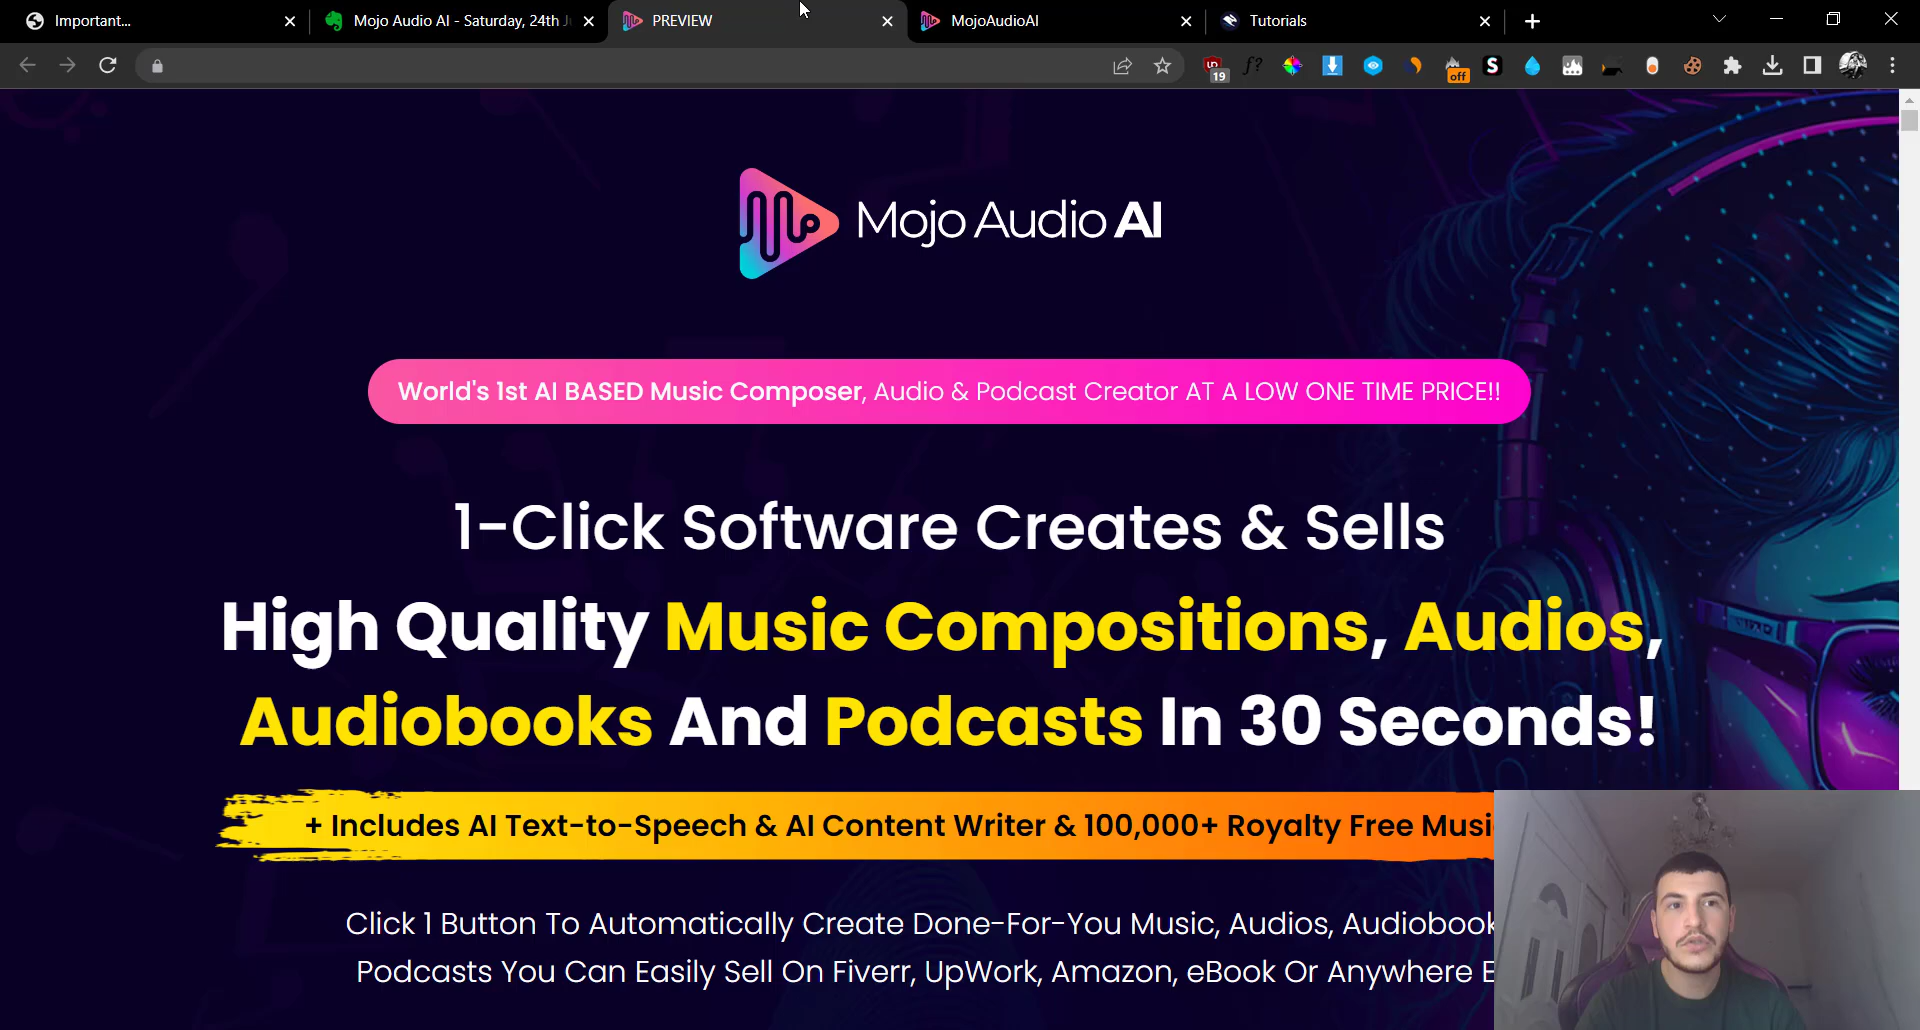 Important...
Mojo Audio AI - Saturday, 24th J
PREVIEW
MojoAudioAI
Tutorials
19
f?
off
S
Mojo Audio AI
World's 1st AI BASED Music Composer, Audio & Podcast Creator AT A LOW ONE TIME PRICE!!
1-Click Software Creates & Sells
High Quality Music Compositions, Audios,
Audiobooks And Podcasts In 30 Seconds!
+ Includes AI Text-to-Speech & AI Content Writer & 100,000+ Royalty Free Musi
Click 1 Button To Automatically Create Done-For-You Music, Audios, Audiobook
Podcasts You Can Easily Sell On Fiverr, UpWork, Amazon, eBook Or Anywhere E